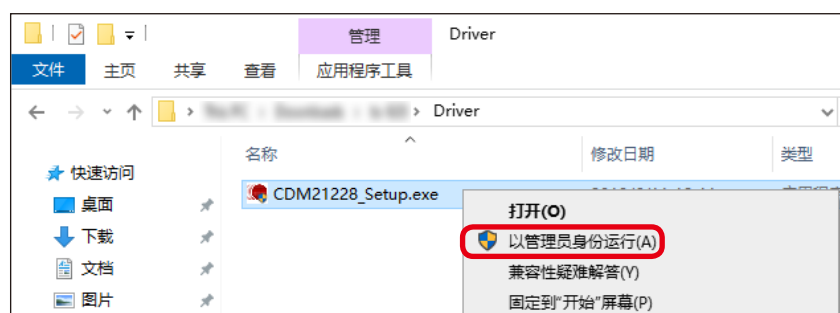 管理 Driver
文件 主页 共享 查看 应用程序工具
Driver
名称 修改日期 类型
快速访问
CDM21228_Setup.exe
桌面
打开(O)
下载
以管理员身份运行(A)
文档
兼容性疑难解答(Y)
图片
固定到"开始"屏幕(P)